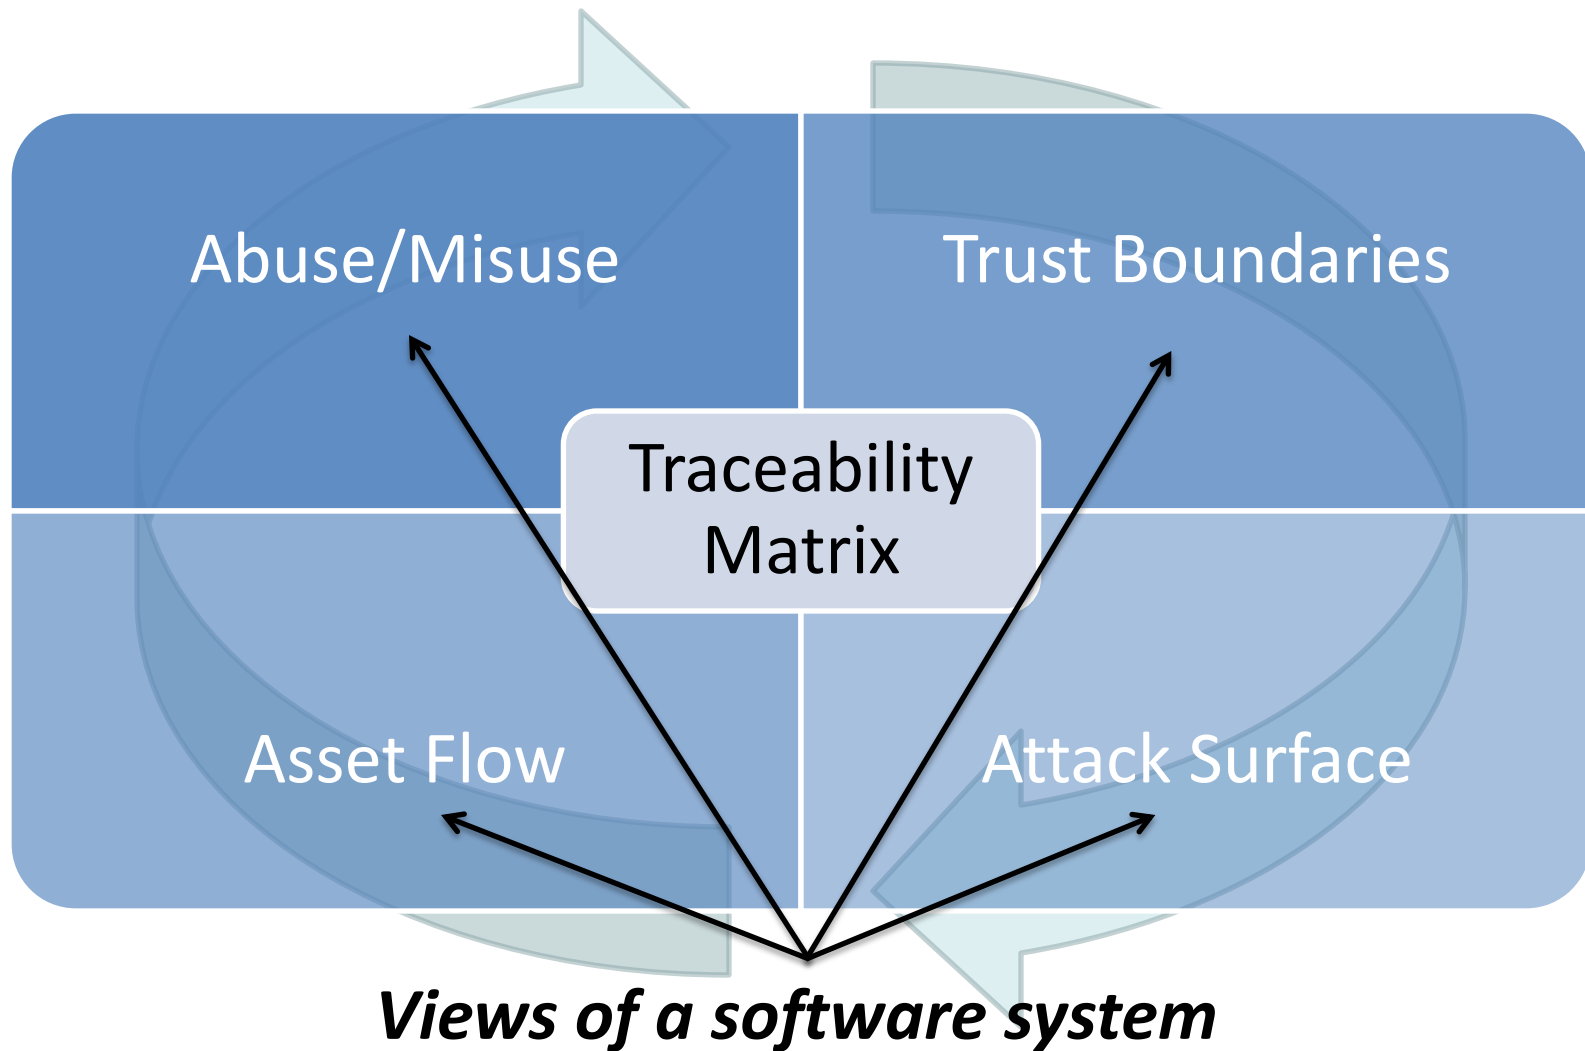 Abuse/Misuse
Trust Boundaries
Traceability
Matrix
Asset Flow
Attack Surface
Views of a software system